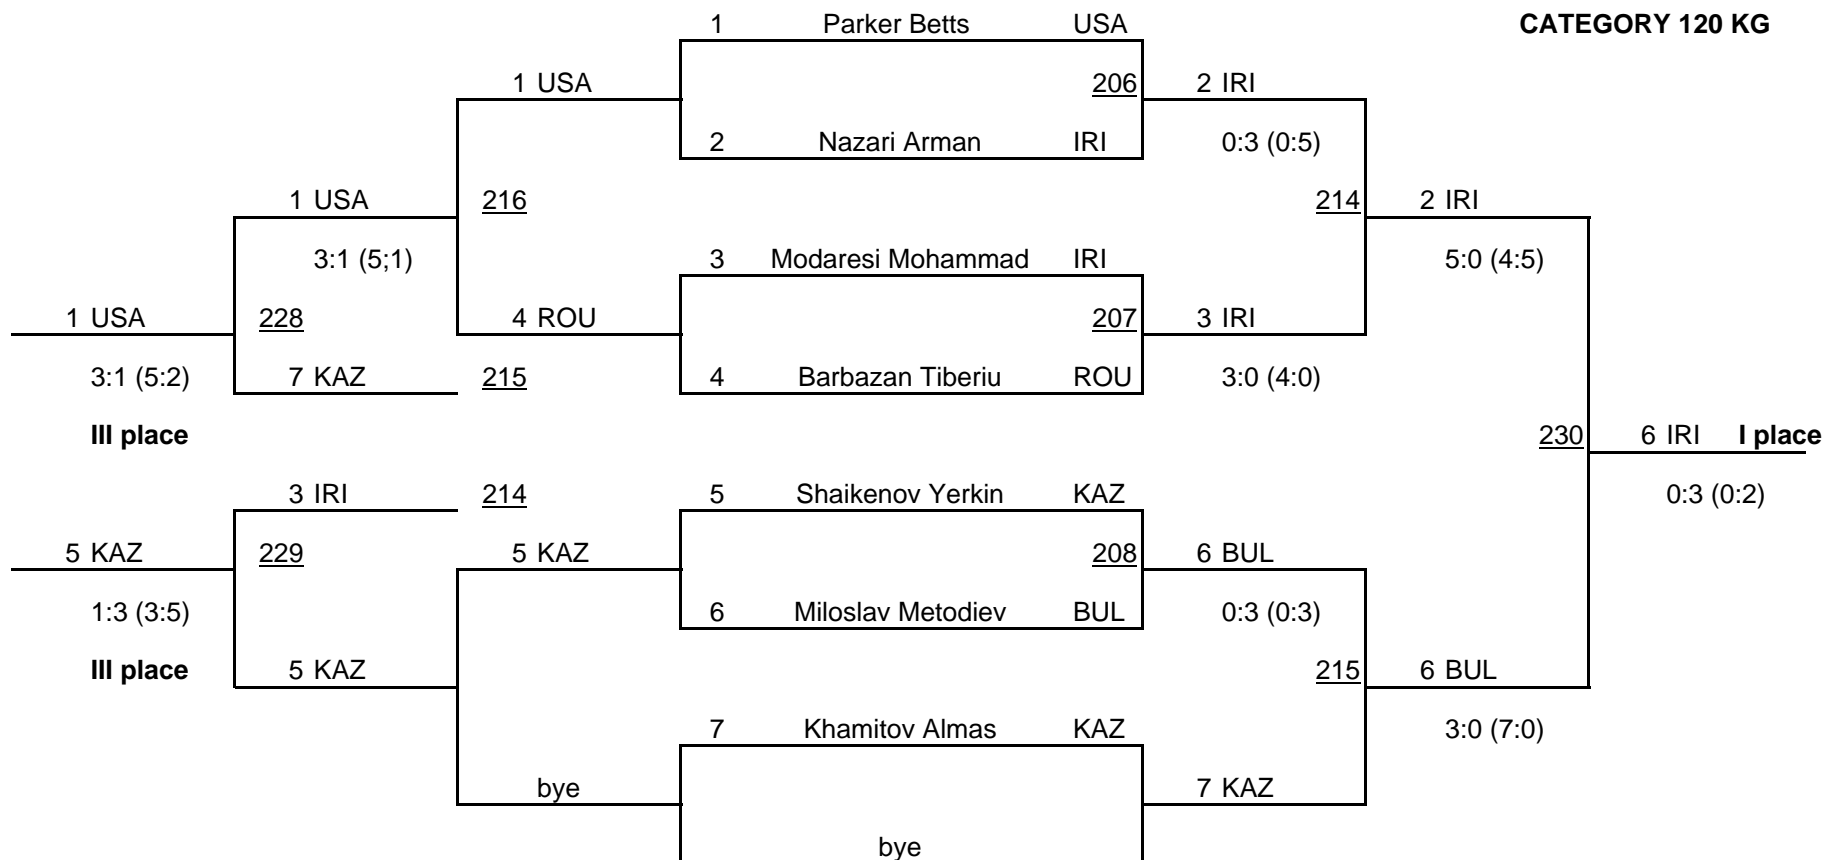 1 Parker Betts USA CATEGORY 120 KG
1 USA 206 2 IRI
2 Nazari Arman IRI 0:3 (0:5)
1 USA 216 214 2 IRI
3:1 (5;1) 3 Modaresi Mohammad IRI 5:0 (4:5)
1 USA 228 4 ROU 207 3 IRI
3:1 (5:2) 7 KAZ 215 4 Barbazan Tiberiu ROU 3:0 (4:0)
III place 230 6 IRI I place
3 IRI 214 5 Shaikenov Yerkin KAZ 0:3 (0:2)
5 KAZ 229 5 KAZ 208 6 BUL
1:3 (3:5) 6 Miloslav Metodiev BUL 0:3 (0:3)
III place 5 KAZ 215 6 BUL
7 Khamitov Almas KAZ 3:0 (7:0)
bye 7 KAZ
bye